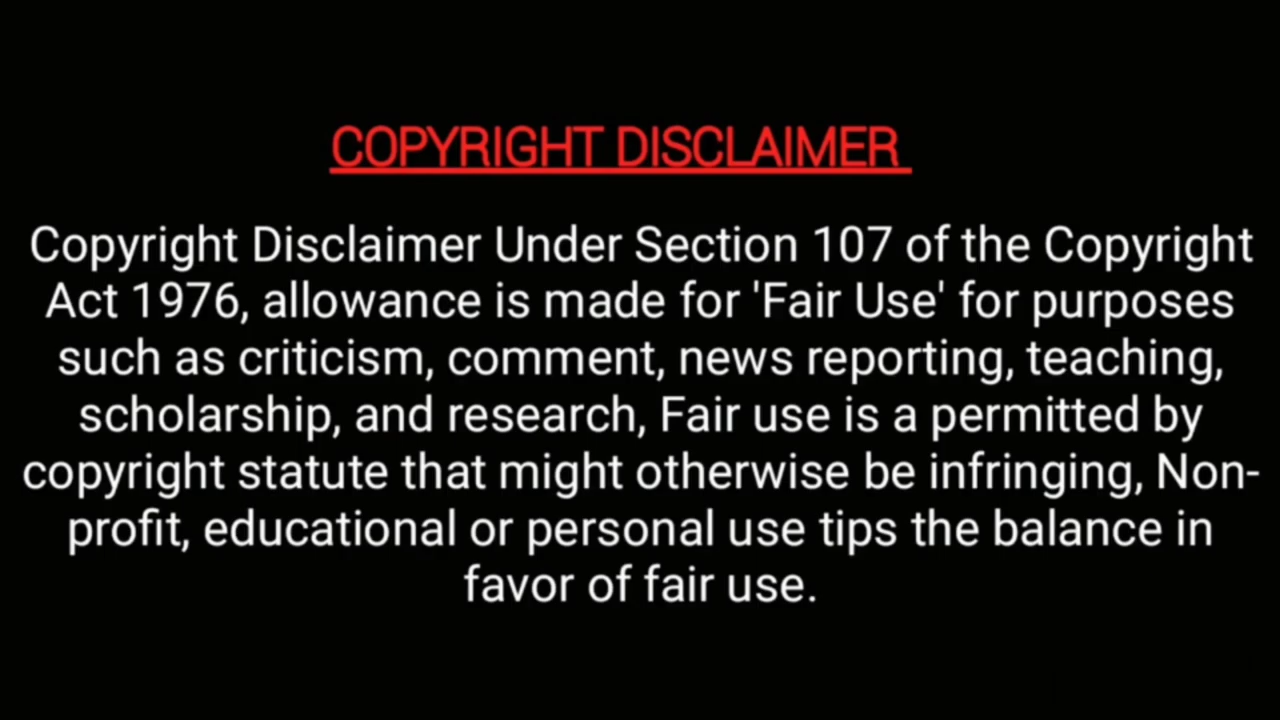 COPYRIGHT DISCLAIMER
Copyright Disclaimer Under Section 107 of the Copyright
Act 1976, allowance is made for 'Fair Use' for purposes
such as criticism, comment, news reporting, teaching,
scholarship, and research, Fair use is a permitted by
copyright statute that might otherwise be infringing, Non-
profit, educational or personal use tips the balance in
favor of fair use.